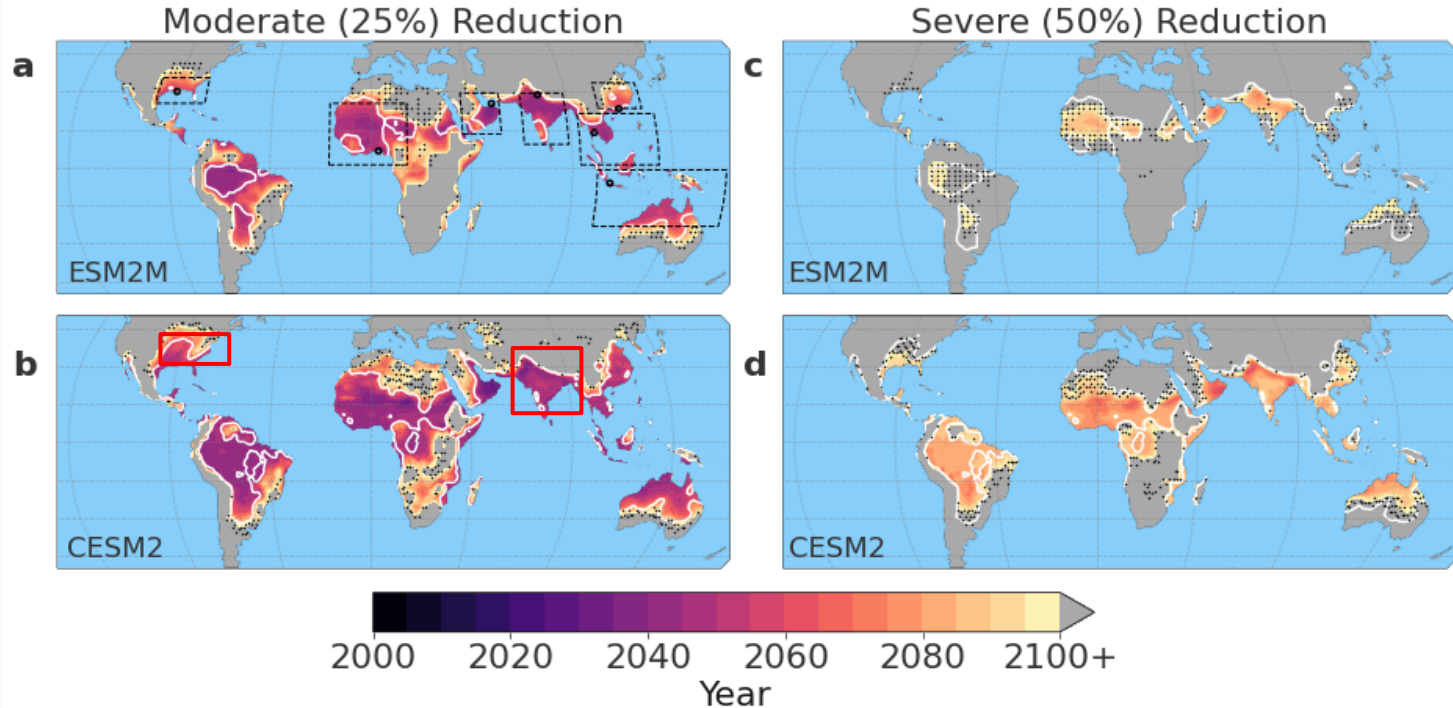 Moderate (25%) Reduction
Severe (50%) Reduction
a
c
ESM2M
ESM2M
b
d
CESM2
CESM2
2000 2020 2040 2060 2080 2100+
Year